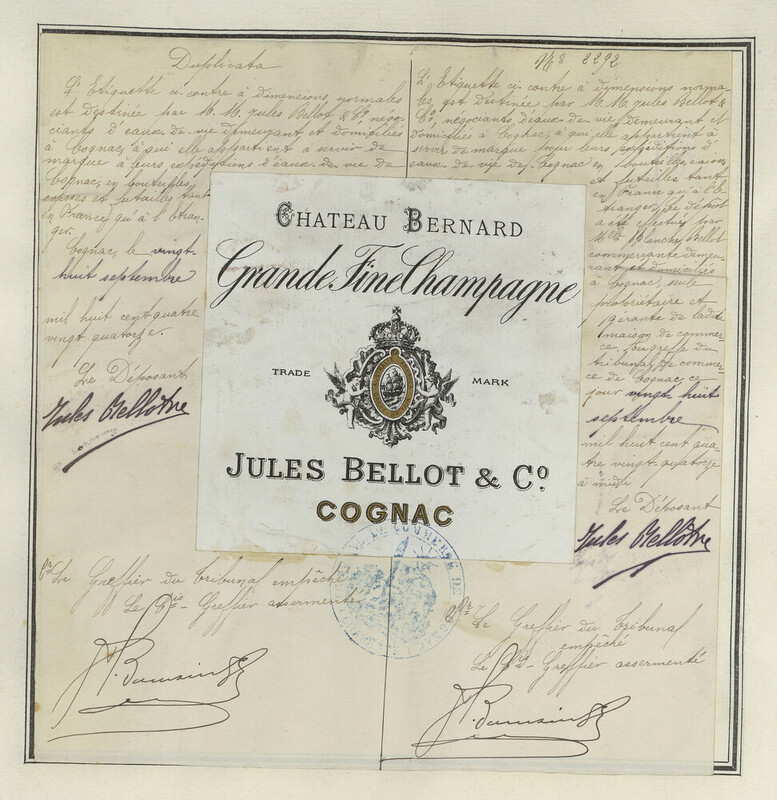 Duplicata
L'Etiquette ci contre à dimensions normales
est destinée par M.M. Jules Bellot & Cº négo-
ciants d'eaux de vie demeurant et domiciliés
à Cognac, à qui elle appartient à servir de
marque à leurs expéditions d'eaux de vie de
Cognac, en bouteilles,
caisses et futailles tant
en France qu'à l'étran-
ger.
Cognac, le vingt
huit septembre
mil huit cent quatre
vingt quatorze.
Le Déposant
Jules Bellot
Le Greffier du Tribunal empêché
Le Cis-Greffier assermenté
Nº 2292
L'Etiquette ci contre à dimensions norma-
les, est destinée par M.M. Jules Bellot &
Cº, négociants d'eaux de vie, demeurant et
domiciliés à Cognac, à qui elle appartient à
servir de marque pour leurs expéditions d'
eaux de vie de Cognac en bouteilles, caisses
et futailles tant
en France qu'à l'é-
tranger. Ce dépôt
a été effectué par
Blanche Bellot
commerçante demeu-
rant et domiciliée
à Cognac, seule
propriétaire et
gérante de ladite
maison de commer-
ce, au greffe du
tribunal de commer-
ce de Cognac, ce
jour vingt huit
septembre
mil huit cent qua-
tre vingt quatorze
à midi
Le Déposant
Jules Bellot
Le Greffier du Tribunal
empêché
Le Cis-Greffier assermenté
CHATEAU BERNARD
Grande Fine Champagne
TRADE MARK
JULES BELLOT & Cº
COGNAC
COMMERCE DE